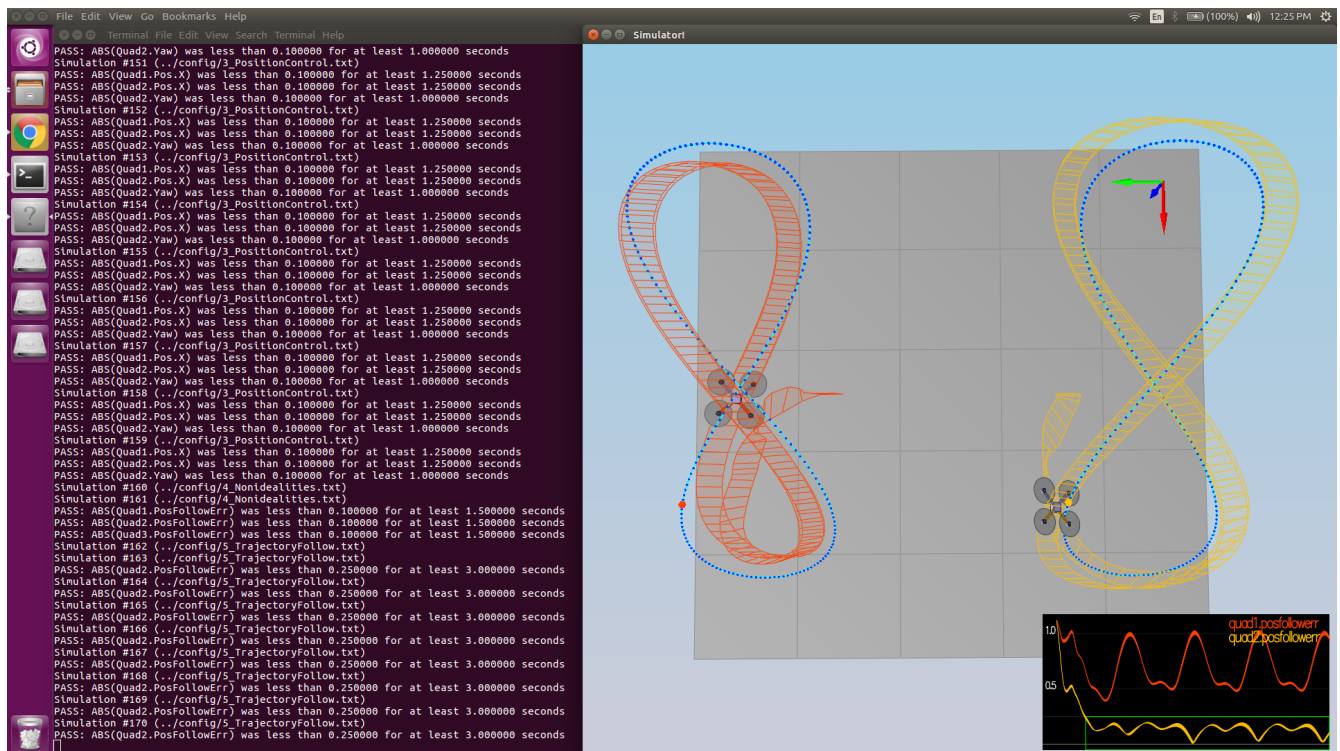 File Edit View Go Bookmarks Help
En (100%) 12:25 PM
Terminal File Edit View Search Terminal Help
PASS: ABS(Quad2.Yaw) was less than 0.100000 for at least 1.000000 seconds
Simulation #151 (../config/3_PositionControl.txt)
PASS: ABS(Quad1.Pos.X) was less than 0.100000 for at least 1.250000 seconds
PASS: ABS(Quad2.Pos.X) was less than 0.100000 for at least 1.250000 seconds
PASS: ABS(Quad2.Yaw) was less than 0.100000 for at least 1.000000 seconds
Simulation #152 (../config/3_PositionControl.txt)
PASS: ABS(Quad1.Pos.X) was less than 0.100000 for at least 1.250000 seconds
PASS: ABS(Quad2.Pos.X) was less than 0.100000 for at least 1.250000 seconds
PASS: ABS(Quad2.Yaw) was less than 0.100000 for at least 1.000000 seconds
Simulation #153 (../config/3_PositionControl.txt)
PASS: ABS(Quad1.Pos.X) was less than 0.100000 for at least 1.250000 seconds
PASS: ABS(Quad2.Pos.X) was less than 0.100000 for at least 1.250000 seconds
PASS: ABS(Quad2.Yaw) was less than 0.100000 for at least 1.000000 seconds
Simulation #154 (../config/3_PositionControl.txt)
PASS: ABS(Quad1.Pos.X) was less than 0.100000 for at least 1.250000 seconds
PASS: ABS(Quad2.Pos.X) was less than 0.100000 for at least 1.250000 seconds
PASS: ABS(Quad2.Yaw) was less than 0.100000 for at least 1.000000 seconds
Simulation #155 (../config/3_PositionControl.txt)
PASS: ABS(Quad1.Pos.X) was less than 0.100000 for at least 1.250000 seconds
PASS: ABS(Quad2.Pos.X) was less than 0.100000 for at least 1.250000 seconds
PASS: ABS(Quad2.Yaw) was less than 0.100000 for at least 1.000000 seconds
Simulation #156 (../config/3_PositionControl.txt)
PASS: ABS(Quad1.Pos.X) was less than 0.100000 for at least 1.250000 seconds
PASS: ABS(Quad2.Pos.X) was less than 0.100000 for at least 1.250000 seconds
PASS: ABS(Quad2.Yaw) was less than 0.100000 for at least 1.000000 seconds
Simulation #157 (../config/3_PositionControl.txt)
PASS: ABS(Quad1.Pos.X) was less than 0.100000 for at least 1.250000 seconds
PASS: ABS(Quad2.Pos.X) was less than 0.100000 for at least 1.250000 seconds
PASS: ABS(Quad2.Yaw) was less than 0.100000 for at least 1.000000 seconds
Simulation #158 (../config/3_PositionControl.txt)
PASS: ABS(Quad1.Pos.X) was less than 0.100000 for at least 1.250000 seconds
PASS: ABS(Quad2.Pos.X) was less than 0.100000 for at least 1.250000 seconds
PASS: ABS(Quad2.Yaw) was less than 0.100000 for at least 1.000000 seconds
Simulation #159 (../config/3_PositionControl.txt)
PASS: ABS(Quad1.Pos.X) was less than 0.100000 for at least 1.250000 seconds
PASS: ABS(Quad2.Pos.X) was less than 0.100000 for at least 1.250000 seconds
PASS: ABS(Quad2.Yaw) was less than 0.100000 for at least 1.000000 seconds
Simulation #160 (../config/4_Nonidealities.txt)
Simulation #161 (../config/4_Nonidealities.txt)
PASS: ABS(Quad1.PosFollowErr) was less than 0.100000 for at least 1.500000 seconds
PASS: ABS(Quad2.PosFollowErr) was less than 0.100000 for at least 1.500000 seconds
PASS: ABS(Quad3.PosFollowErr) was less than 0.100000 for at least 1.500000 seconds
Simulation #162 (../config/5_TrajectoryFollow.txt)
Simulation #163 (../config/5_TrajectoryFollow.txt)
PASS: ABS(Quad2.PosFollowErr) was less than 0.250000 for at least 3.000000 seconds
Simulation #164 (../config/5_TrajectoryFollow.txt)
PASS: ABS(Quad2.PosFollowErr) was less than 0.250000 for at least 3.000000 seconds
Simulation #165 (../config/5_TrajectoryFollow.txt)
PASS: ABS(Quad2.PosFollowErr) was less than 0.250000 for at least 3.000000 seconds
Simulation #166 (../config/5_TrajectoryFollow.txt)
PASS: ABS(Quad2.PosFollowErr) was less than 0.250000 for at least 3.000000 seconds
Simulation #167 (../config/5_TrajectoryFollow.txt)
PASS: ABS(Quad2.PosFollowErr) was less than 0.250000 for at least 3.000000 seconds
Simulation #168 (../config/5_TrajectoryFollow.txt)
PASS: ABS(Quad2.PosFollowErr) was less than 0.250000 for at least 3.000000 seconds
Simulation #169 (../config/5_TrajectoryFollow.txt)
PASS: ABS(Quad2.PosFollowErr) was less than 0.250000 for at least 3.000000 seconds
Simulation #170 (../config/5_TrajectoryFollow.txt)
PASS: ABS(Quad2.PosFollowErr) was less than 0.250000 for at least 3.000000 seconds
Simulator!
quad1.posfollowerr
quad2.posfollowerr
1.0
0.5